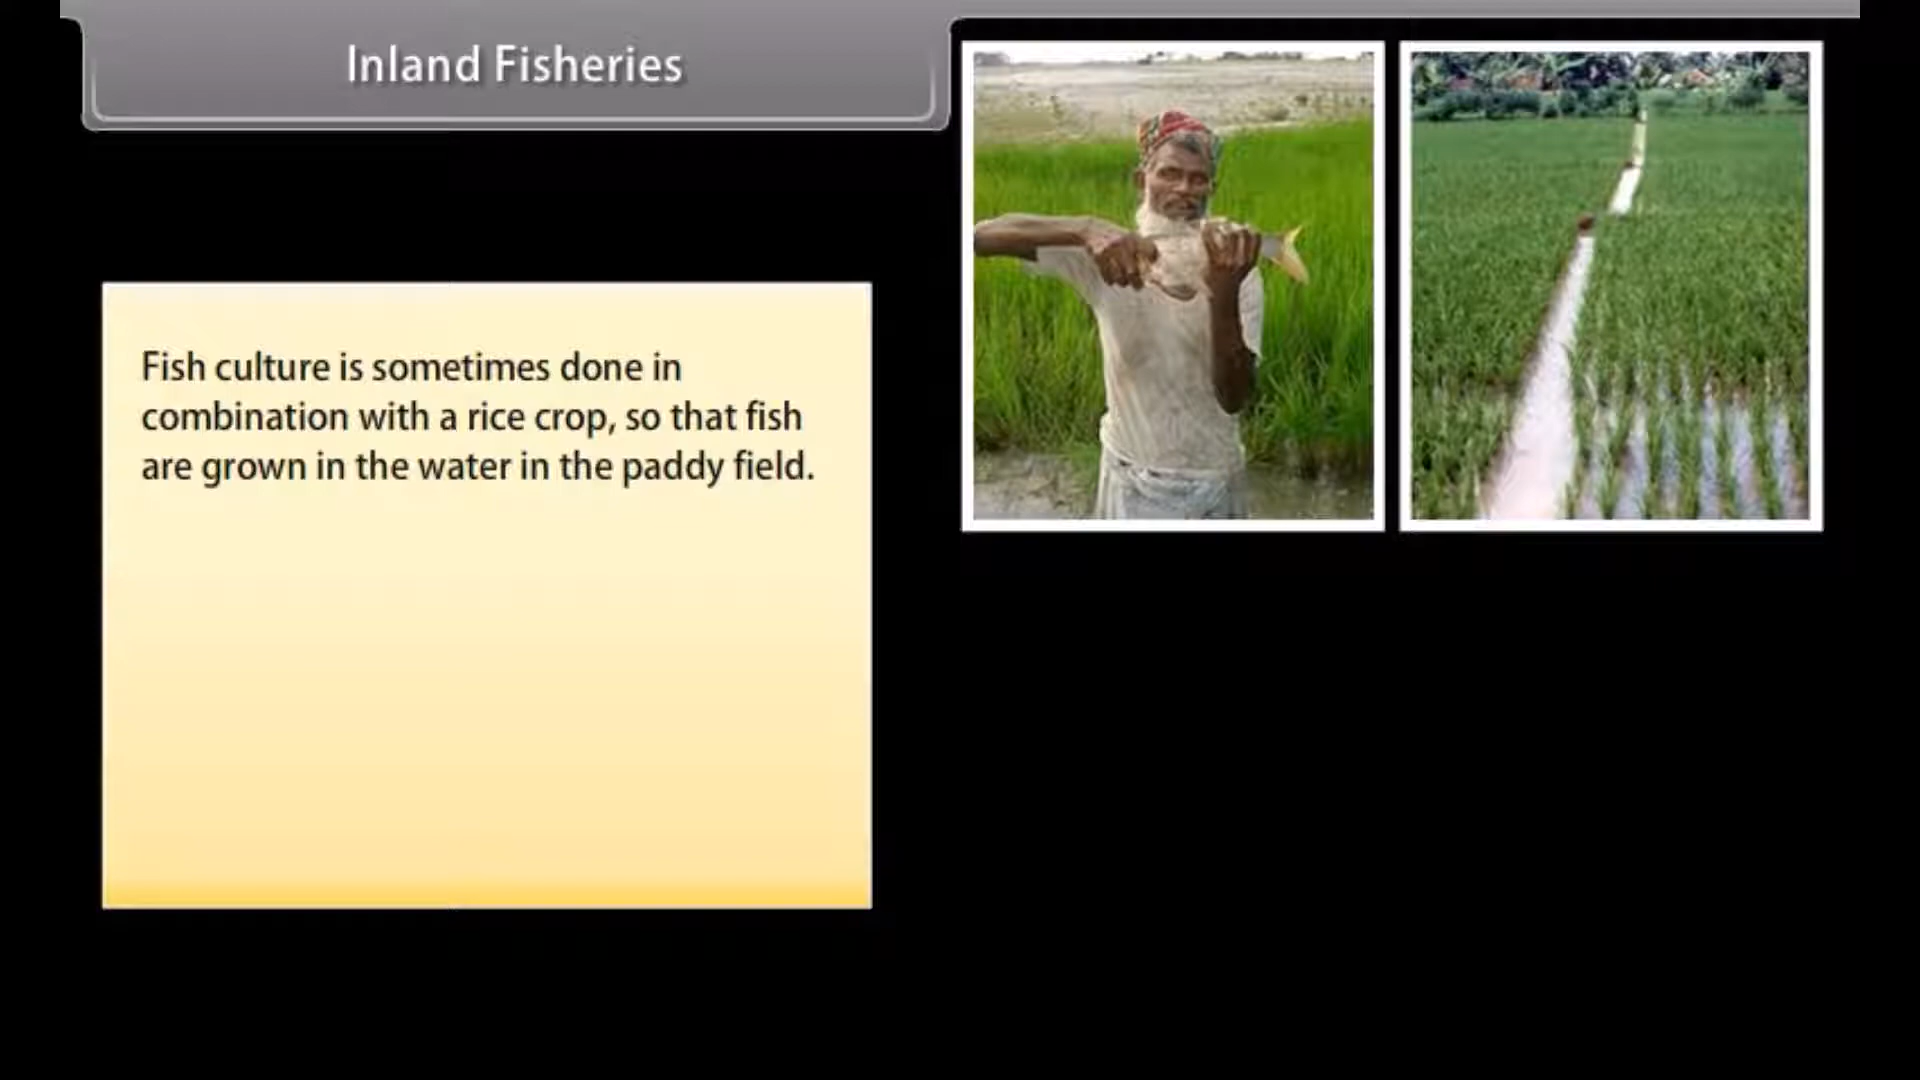 Inland Fisheries
Fish culture is sometimes done in
combination with a rice crop, so that fish
are grown in the water in the paddy field.